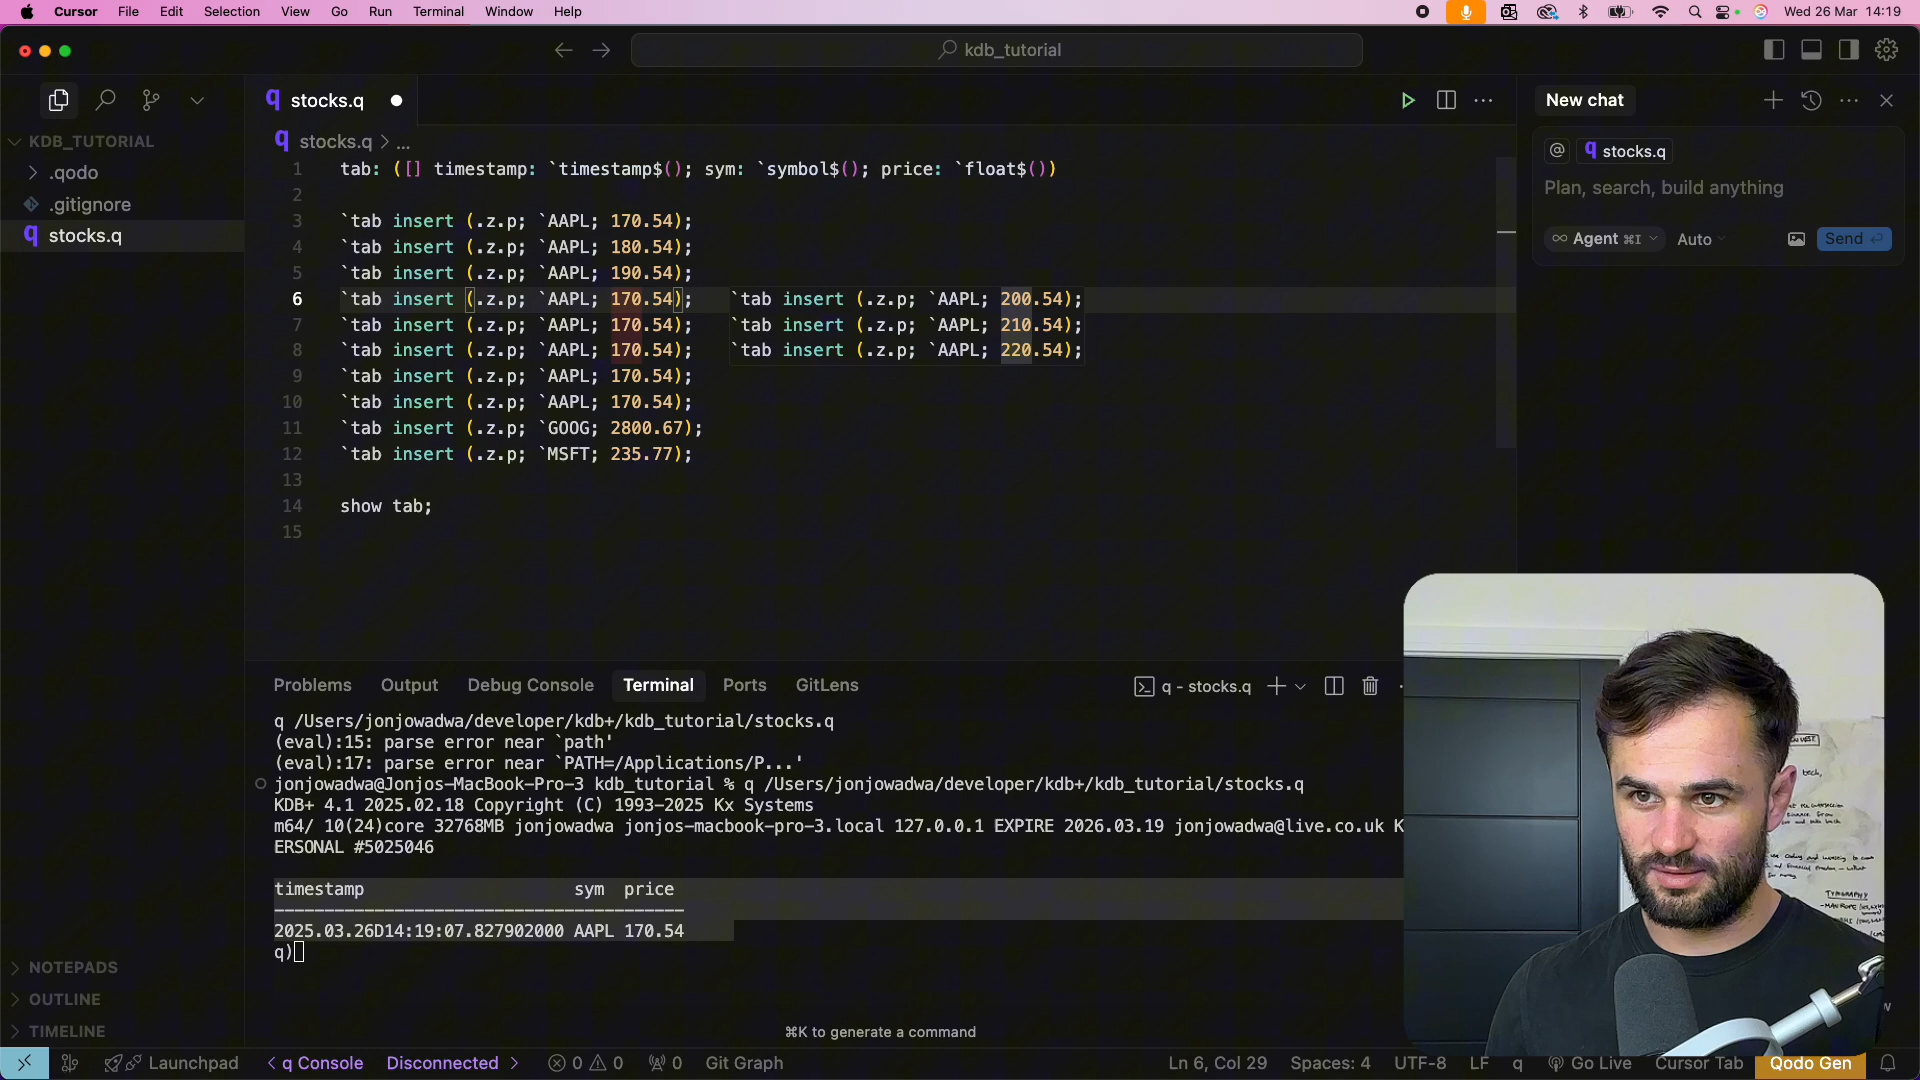 Cursor File Edit Selection View Go Run Terminal Window Help Wed 26 Mar 14:19
kdb_tutorial
stocks.q
New chat
KDB_TUTORIAL
stocks.q > ...
@ stocks.q
.qodo
1 tab: ([] timestamp: `timestamp$(); sym: `symbol$(); price: `float$())
Plan, search, build anything
.gitignore
2
stocks.q
3 `tab insert (.z.p; `AAPL; 170.54);
Agent ⌘I Auto Send
4 `tab insert (.z.p; `AAPL; 180.54);
5 `tab insert (.z.p; `AAPL; 190.54);
6 `tab insert (.z.p; `AAPL; 170.54); `tab insert (.z.p; `AAPL; 200.54);
7 `tab insert (.z.p; `AAPL; 170.54); `tab insert (.z.p; `AAPL; 210.54);
8 `tab insert (.z.p; `AAPL; 170.54); `tab insert (.z.p; `AAPL; 220.54);
9 `tab insert (.z.p; `AAPL; 170.54);
10 `tab insert (.z.p; `AAPL; 170.54);
11 `tab insert (.z.p; `GOOG; 2800.67);
12 `tab insert (.z.p; `MSFT; 235.77);
13
14 show tab;
15
Problems Output Debug Console Terminal Ports GitLens q - stocks.q
q /Users/jonjowadwa/developer/kdb+/kdb_tutorial/stocks.q
(eval):15: parse error near `path'
(eval):17: parse error near `PATH=/Applications/P...'
jonjowadwa@Jonjos-MacBook-Pro-3 kdb_tutorial % q /Users/jonjowadwa/developer/kdb+/kdb_tutorial/stocks.q
KDB+ 4.1 2025.02.18 Copyright (C) 1993-2025 Kx Systems
m64/ 10(24)core 32768MB jonjowadwa jonjos-macbook-pro-3.local 127.0.0.1 EXPIRE 2026.03.19 jonjowadwa@live.co.uk K
ERSONAL #5025046
timestamp sym price
-----------------------------------------
2025.03.26D14:19:07.827902000 AAPL 170.54
q)
TYPOGRAPHY
NOTEPADS
OUTLINE
TIMELINE
⌘K to generate a command
Launchpad q Console Disconnected 0 0 0 Git Graph Ln 6, Col 29 Spaces: 4 UTF-8 LF q Go Live Cursor Tab Qodo Gen